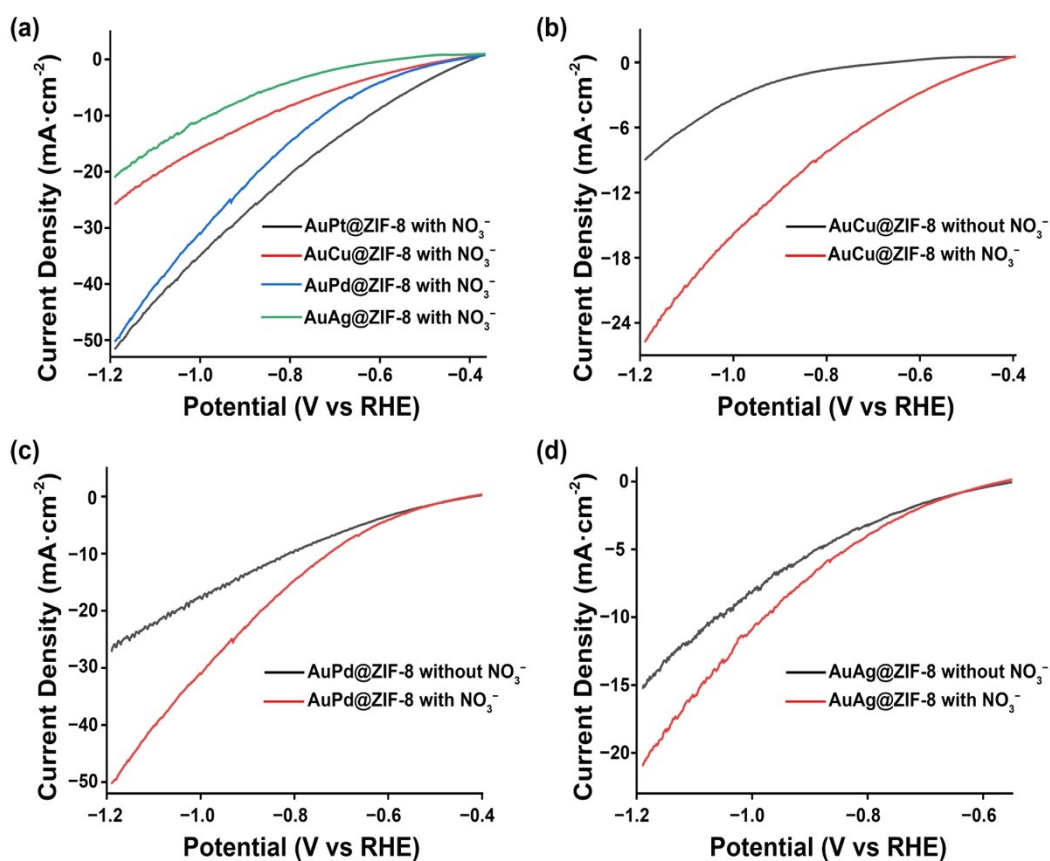 (a)
0
−10
−20
−30
−40
−50
Current Density (mA·cm⁻²)
AuPt@ZIF-8 with NO₃⁻
AuCu@ZIF-8 with NO₃⁻
AuPd@ZIF-8 with NO₃⁻
AuAg@ZIF-8 with NO₃⁻
−1.2 −1.0 −0.8 −0.6 −0.4
Potential (V vs RHE)
(b)
0
−6
−12
−18
−24
Current Density (mA·cm⁻²)
AuCu@ZIF-8 without NO₃⁻
AuCu@ZIF-8 with NO₃⁻
−1.2 −1.0 −0.8 −0.6 −0.4
Potential (V vs RHE)
(c)
0
−10
−20
−30
−40
−50
Current Density (mA·cm⁻²)
AuPd@ZIF-8 without NO₃⁻
AuPd@ZIF-8 with NO₃⁻
−1.2 −1.0 −0.8 −0.6 −0.4
Potential (V vs RHE)
(d)
0
−5
−10
−15
−20
Current Density (mA·cm⁻²)
AuAg@ZIF-8 without NO₃⁻
AuAg@ZIF-8 with NO₃⁻
−1.2 −1.0 −0.8 −0.6
Potential (V vs RHE)